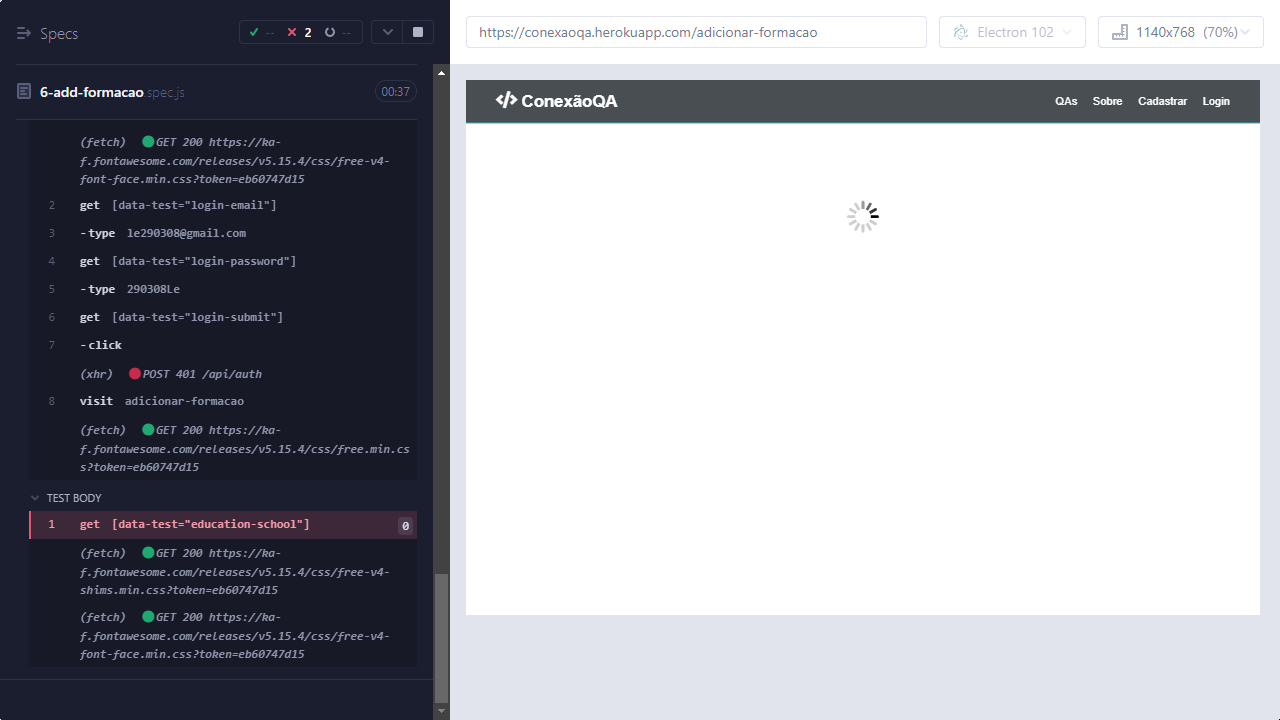 Specs
-- 2 --
6-add-formacao.spec.js 00:37
(fetch) GET 200 https://ka-
f.fontawesome.com/releases/v5.15.4/css/free-v4-
font-face.min.css?token=eb60747d15
2 get [data-test="login-email"]
3 -type le290308@gmail.com
4 get [data-test="login-password"]
5 -type 290308Le
6 get [data-test="login-submit"]
7 -click
(xhr) POST 401 /api/auth
8 visit adicionar-formacao
(fetch) GET 200 https://ka-
f.fontawesome.com/releases/v5.15.4/css/free.min.cs
s?token=eb60747d15
TEST BODY
1 get [data-test="education-school"] 0
(fetch) GET 200 https://ka-
f.fontawesome.com/releases/v5.15.4/css/free-v4-
shims.min.css?token=eb60747d15
(fetch) GET 200 https://ka-
f.fontawesome.com/releases/v5.15.4/css/free-v4-
font-face.min.css?token=eb60747d15
https://conexaoqa.herokuapp.com/adicionar-formacao
Electron 102
1140x768 (70%)
ConexãoQA
QAs Sobre Cadastrar Login